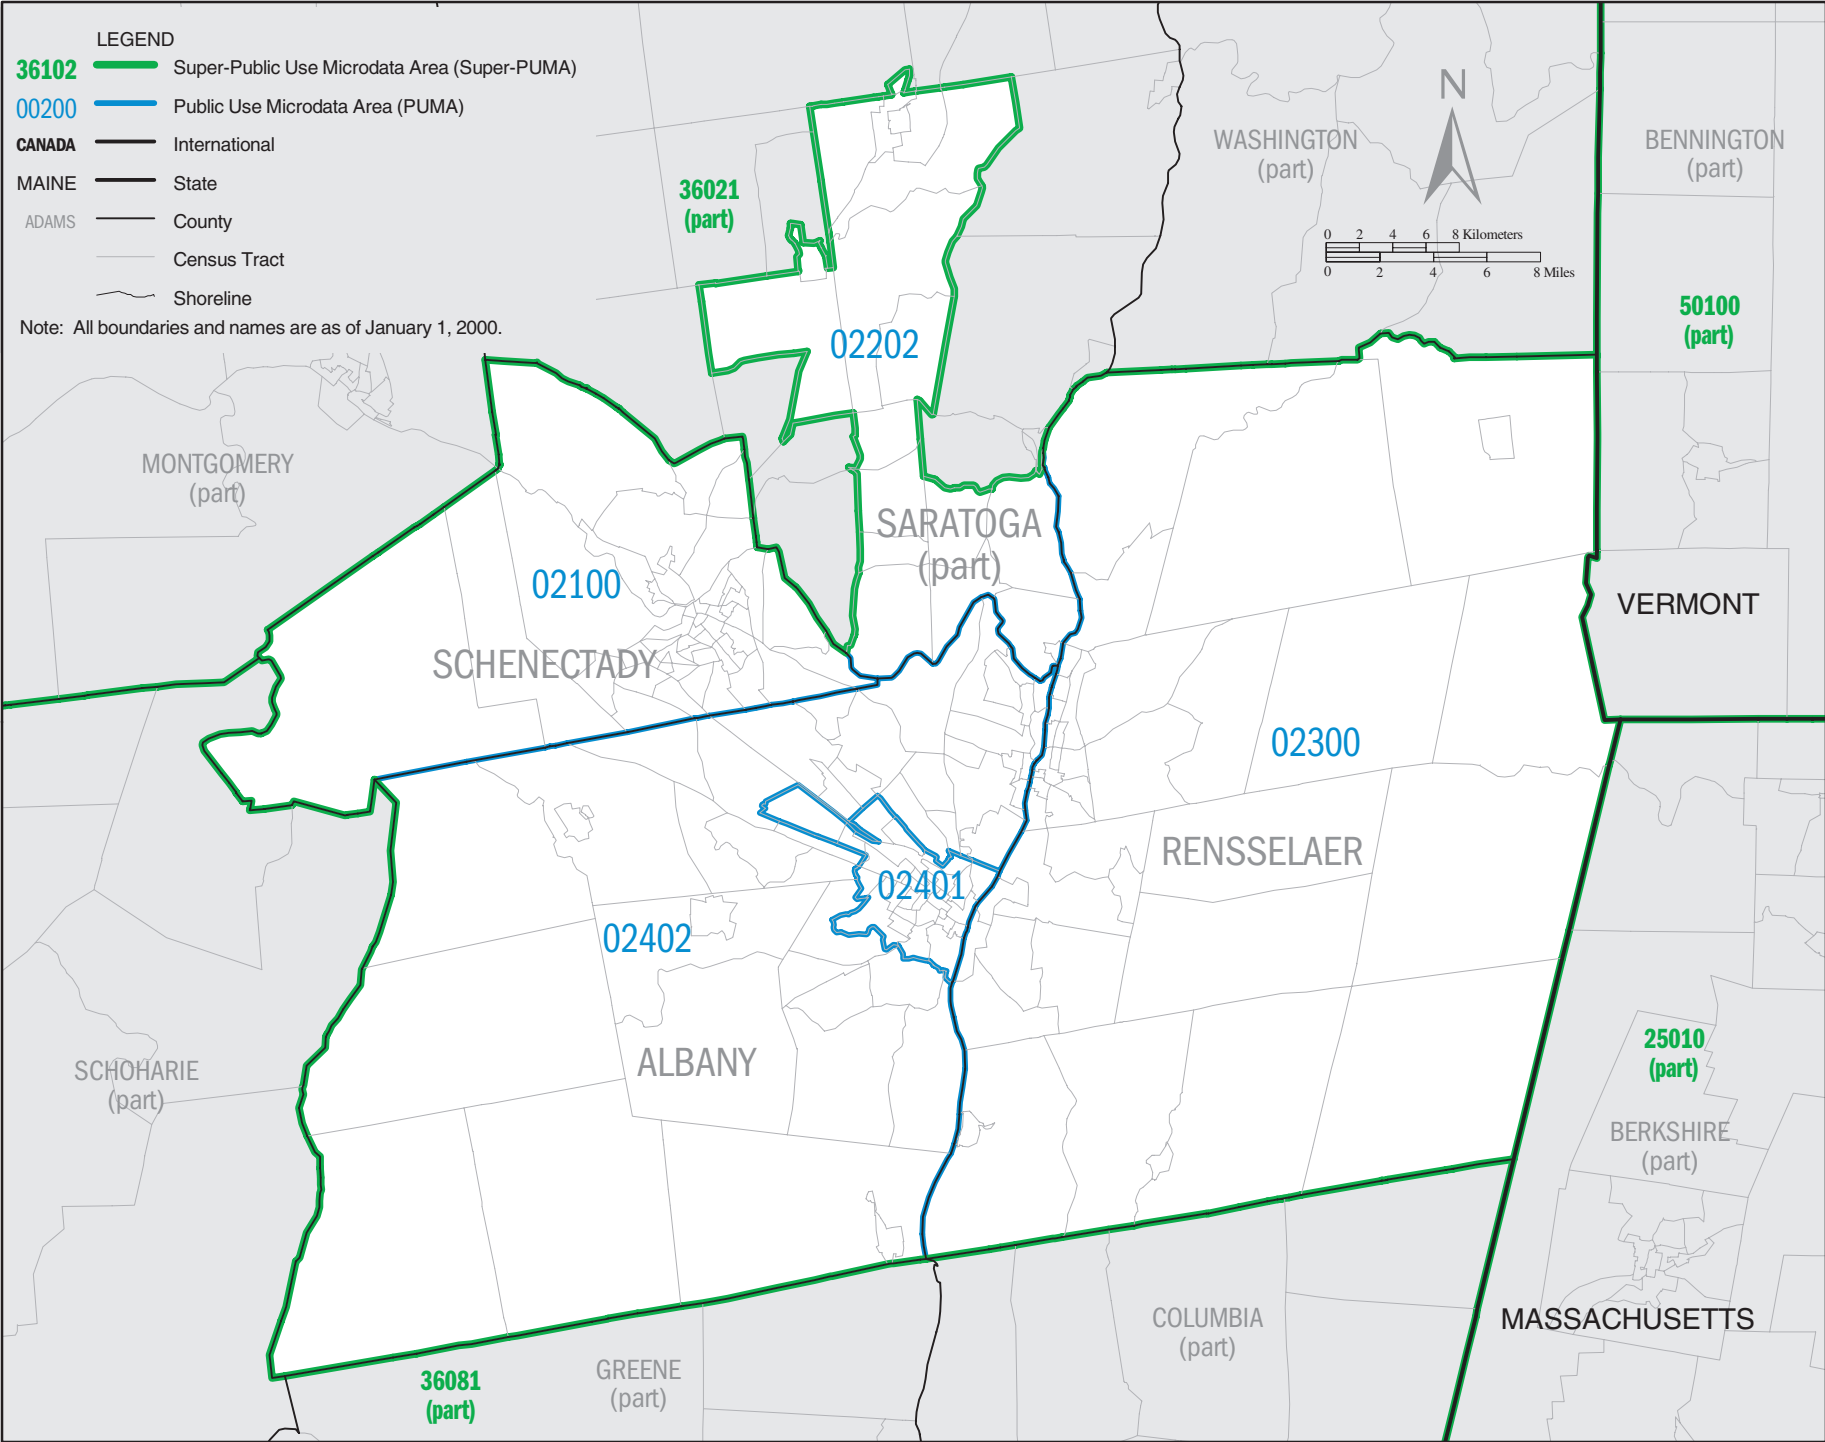 LEGEND
36102 Super-Public Use Microdata Area (Super-PUMA)
00200 Public Use Microdata Area (PUMA)
CANADA International
MAINE State
ADAMS County
Census Tract
Shoreline
Note: All boundaries and names are as of January 1, 2000.
N
WASHINGTON
(part)
BENNINGTON
(part)
36021
(part)
0 2 4 6 8 Kilometers
0 2 4 6 8 Miles
50100
(part)
02202
MONTGOMERY
(part)
SARATOGA
(part)
02100
VERMONT
SCHENECTADY
02300
RENSSELAER
02401
02402
ALBANY
SCHOHARIE
(part)
25010
(part)
BERKSHIRE
(part)
MASSACHUSETTS
COLUMBIA
(part)
GREENE
(part)
36081
(part)